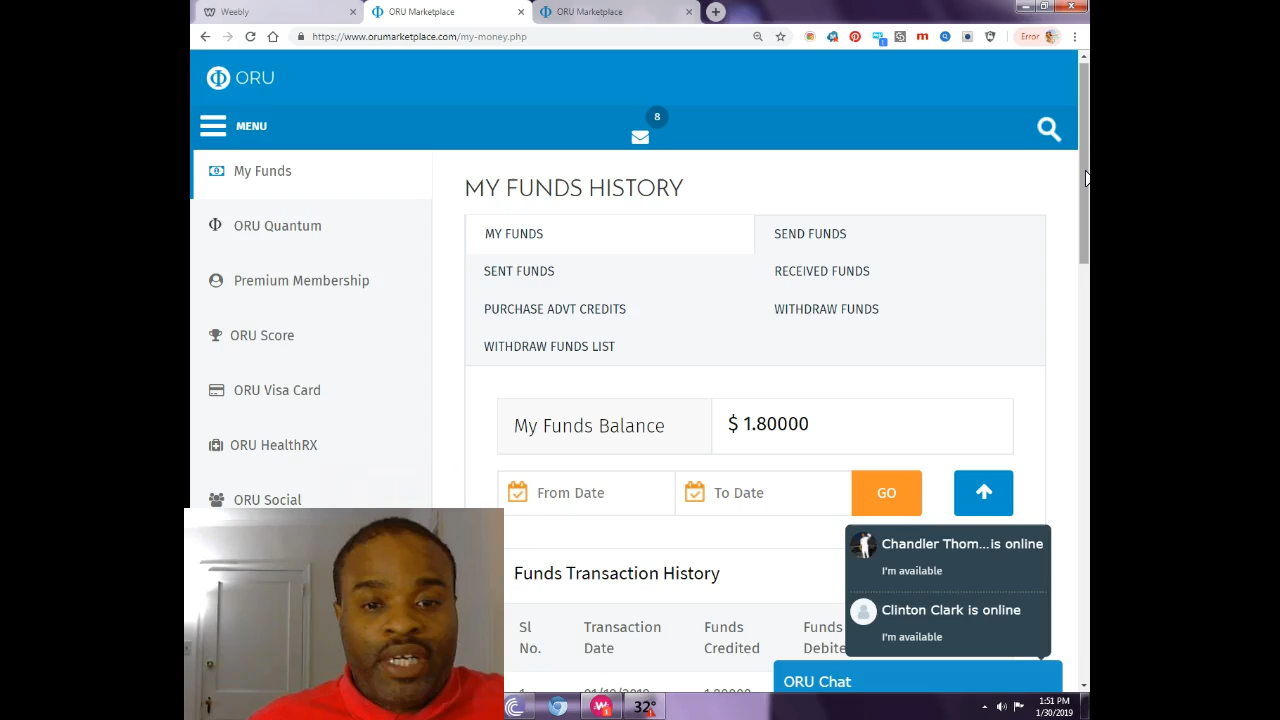 Weebly
ORU Marketplace
ORU Marketplace
https://www.orumarketplace.com/my-money.php
Error
ORU
8
MENU
My Funds
ORU Quantum
Premium Membership
ORU Score
ORU Visa Card
ORU HealthRX
ORU Social
MY FUNDS HISTORY
MY FUNDS
SEND FUNDS
SENT FUNDS
RECEIVED FUNDS
PURCHASE ADVT CREDITS
WITHDRAW FUNDS
WITHDRAW FUNDS LIST
My Funds Balance
$ 1.80000
From Date
To Date
GO
Funds Transaction History
Sl No.
Transaction Date
Funds Credited
Funds
Chandler Thom...is online
I'm available
Clinton Clark is online
I'm available
ORU Chat
32°
1:51 PM
1/30/2019